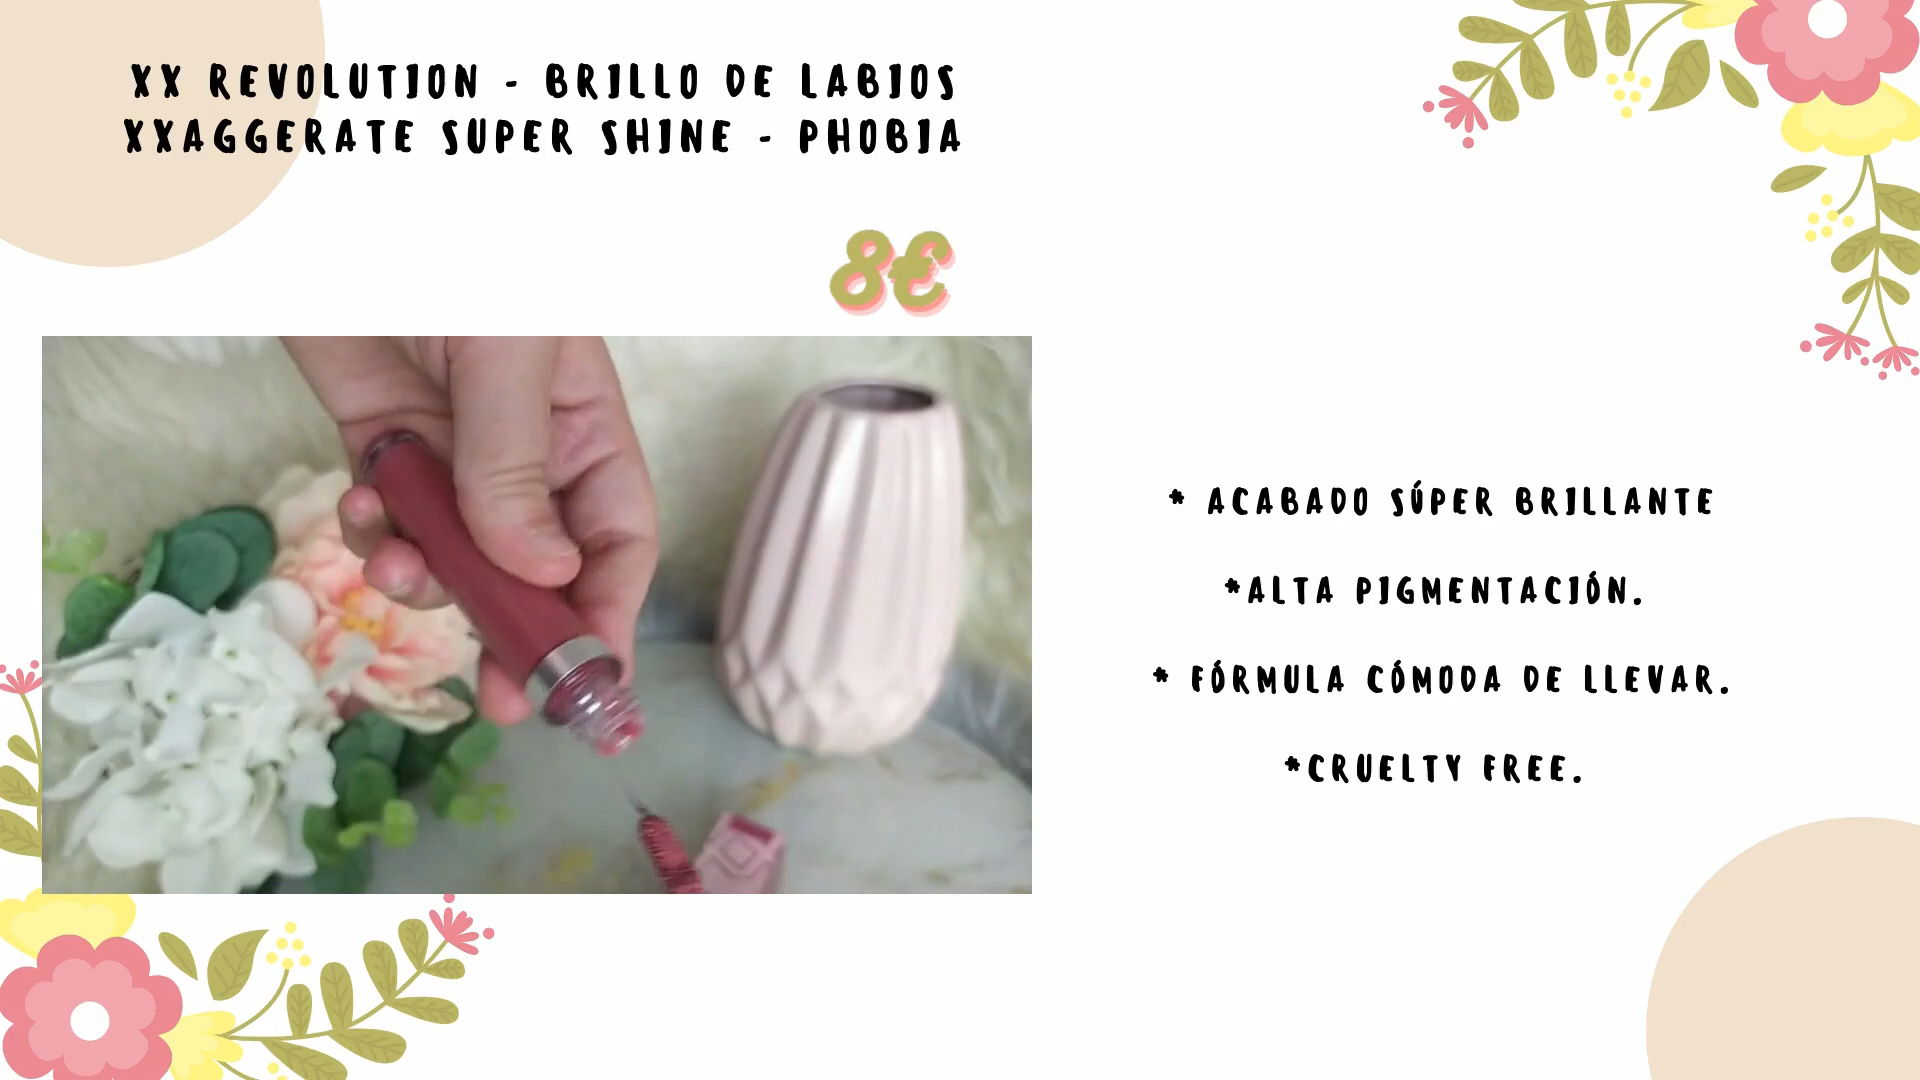 XX REVOLUTION - BRILLO DE LABIOS
XXAGGERATE SUPER SHINE - PHOBIA
8€
* ACABADO SÚPER BRILLANTE
*ALTA PIGMENTACIÓN.
* FÓRMULA CÓMODA DE LLEVAR.
*CRUELTY FREE.